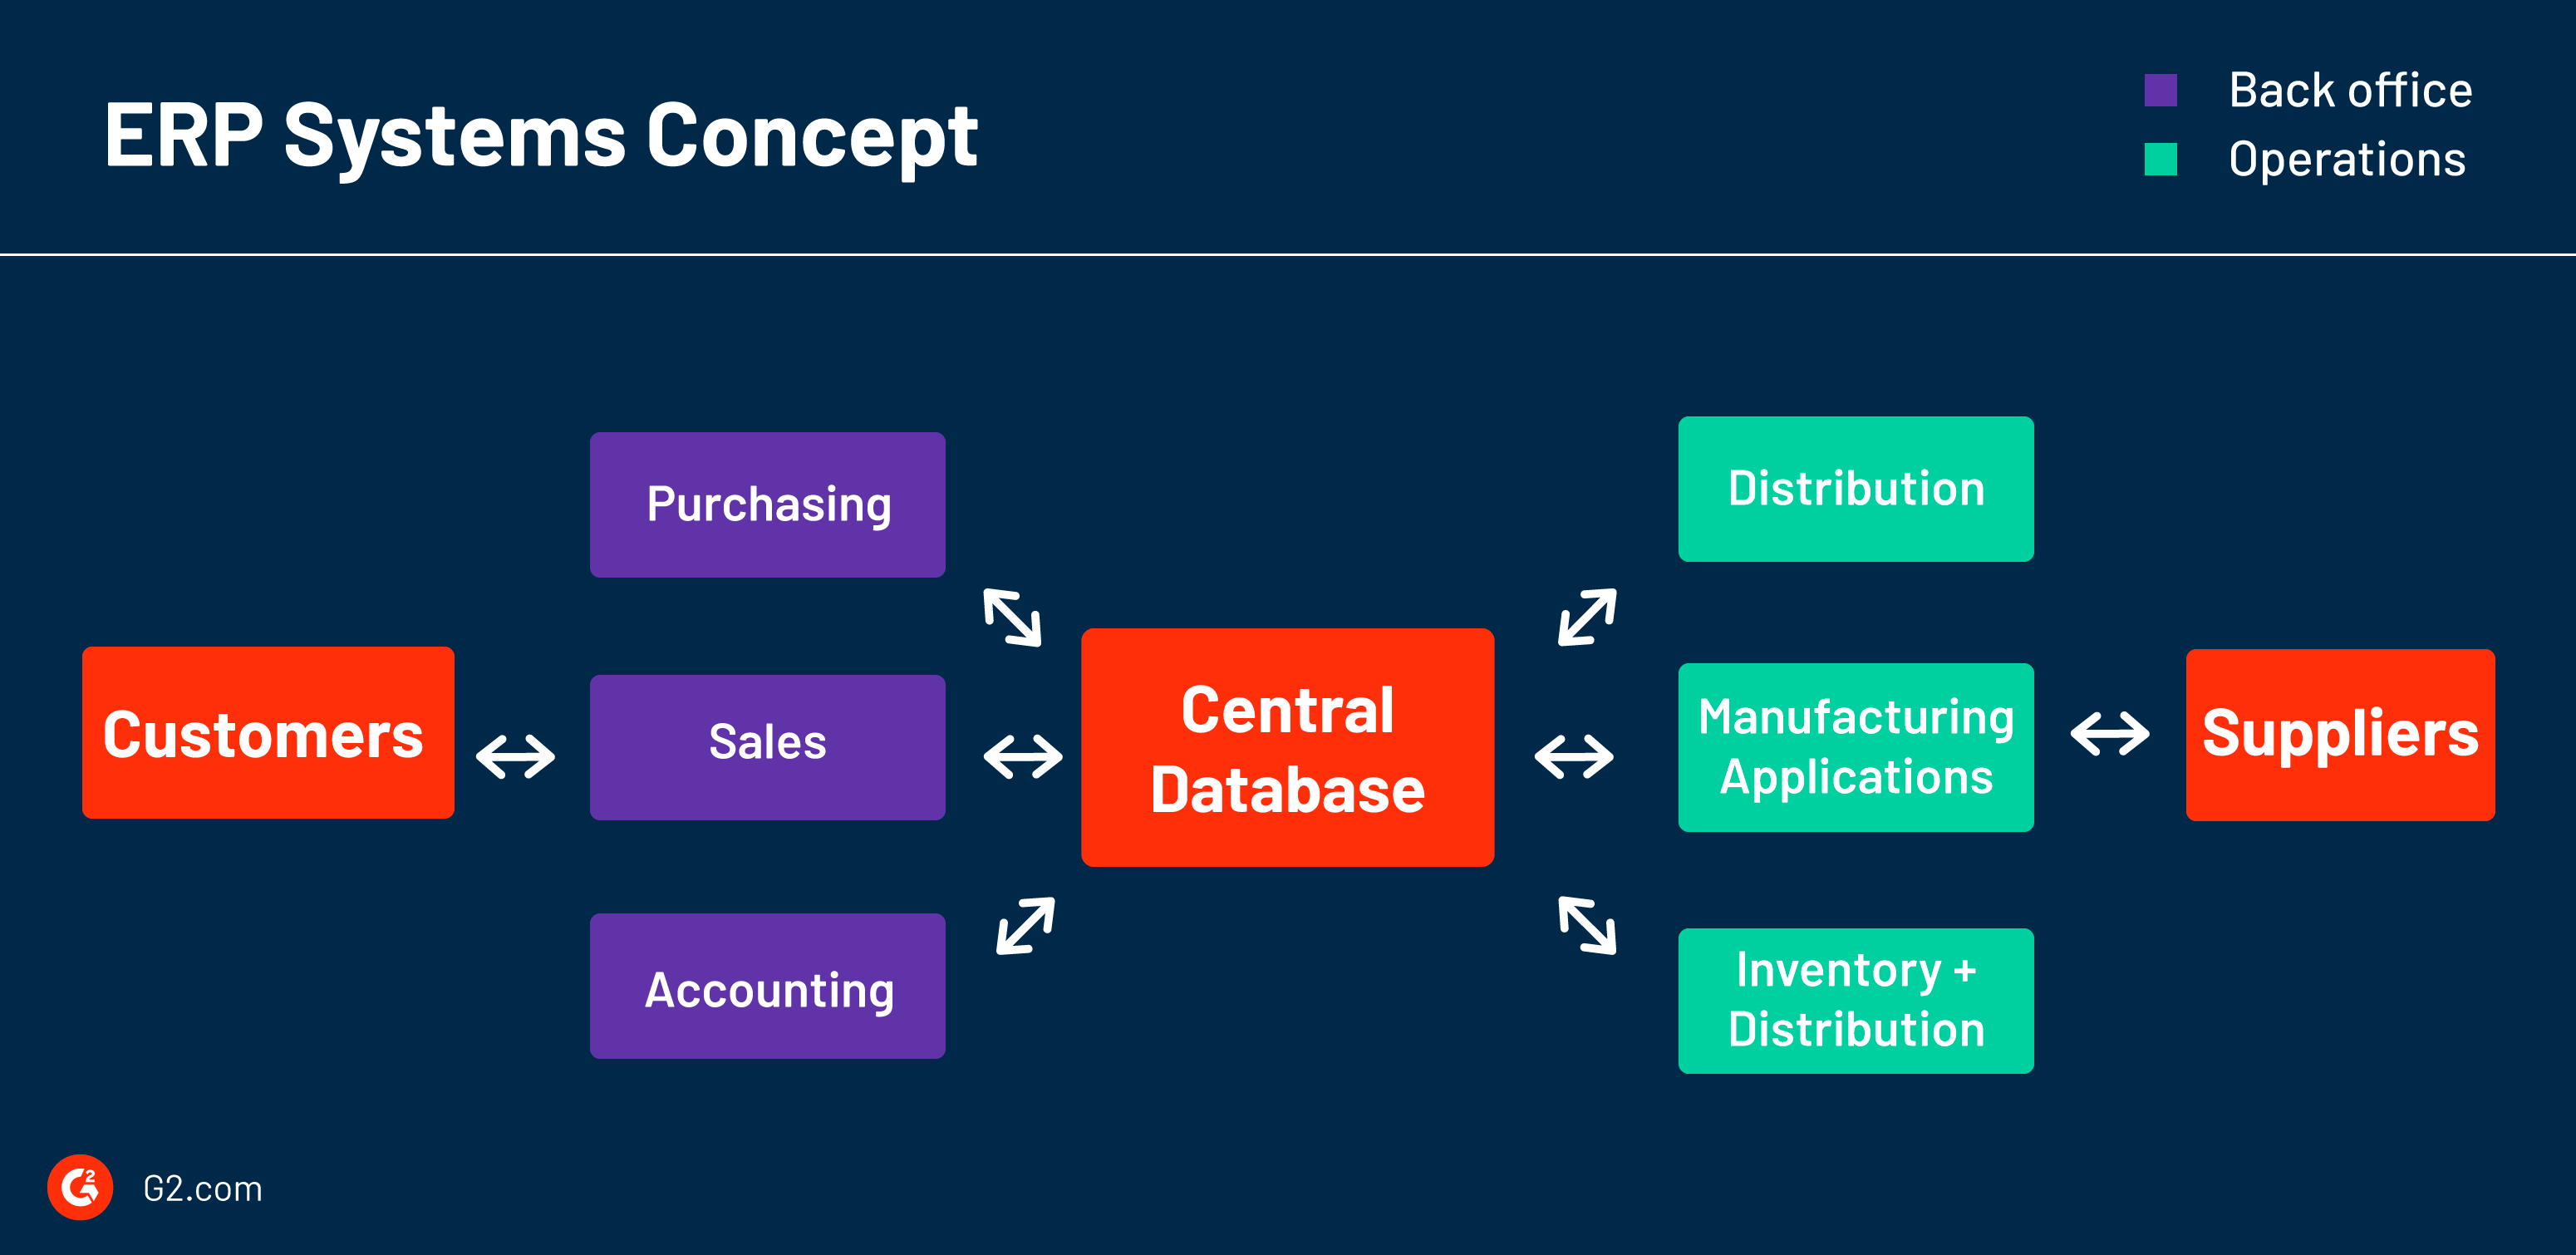 ERP Systems Concept
Back office
Operations
Purchasing
Distribution
Customers
Sales
Central
Database
Manufacturing
Applications
Suppliers
Accounting
Inventory +
Distribution
G2
G2.com